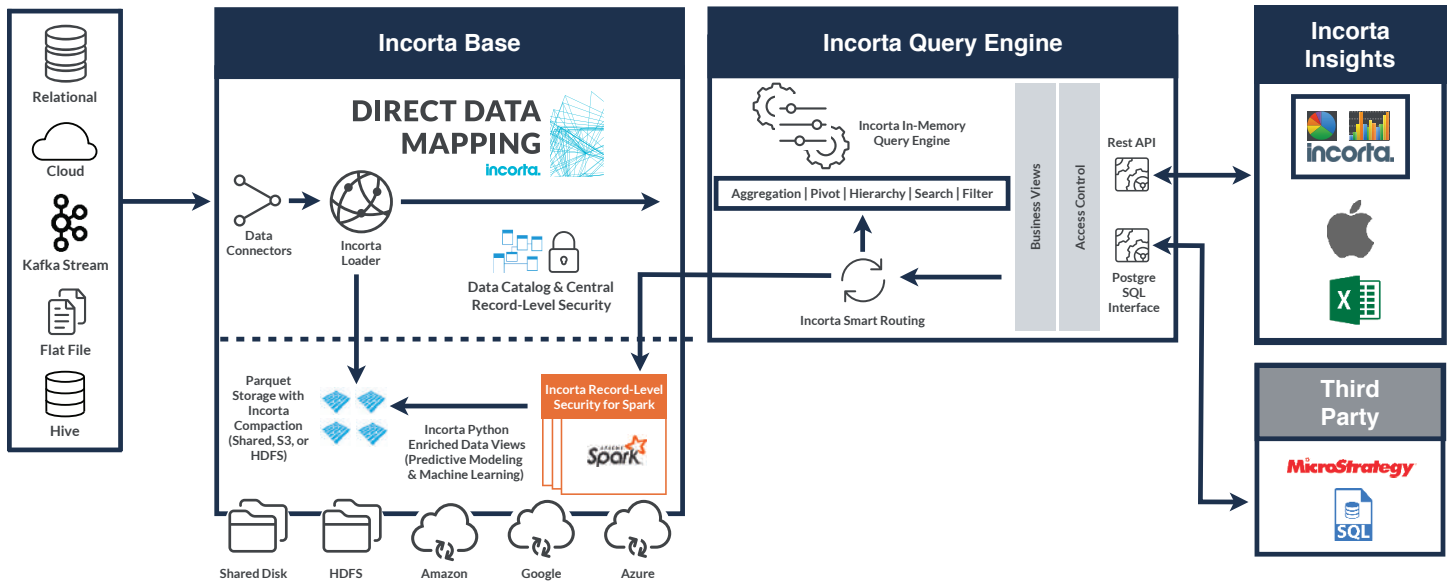 Relational
Cloud
Kafka Stream
Flat File
Hive
Incorta Base
DIRECT DATA
MAPPING
incorta.
Data
Connectors
Incorta
Loader
Data Catalog & Central
Record-Level Security
Parquet
Storage with
Incorta
Compaction
(Shared, S3, or
HDFS)
Incorta Python
Enriched Data Views
(Predictive Modeling
& Machine Learning)
Incorta Record-Level
Security for Spark
APACHE
Spark
Shared Disk
HDFS
Amazon
Google
Azure
Incorta Query Engine
Incorta In-Memory
Query Engine
Aggregation | Pivot | Hierarchy | Search | Filter
Incorta Smart Routing
Business Views
Access Control
Rest API
Postgre
SQL
Interface
Incorta
Insights
incorta.
X
Third
Party
MicroStrategy
SQL